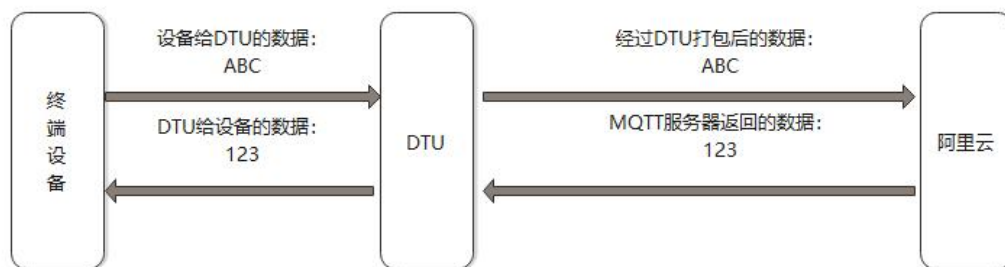 设备给DTU的数据：
ABC
经过DTU打包后的数据：
ABC
终
端
设
备
DTU给设备的数据：
123
DTU
MQTT服务器返回的数据：
123
阿里云